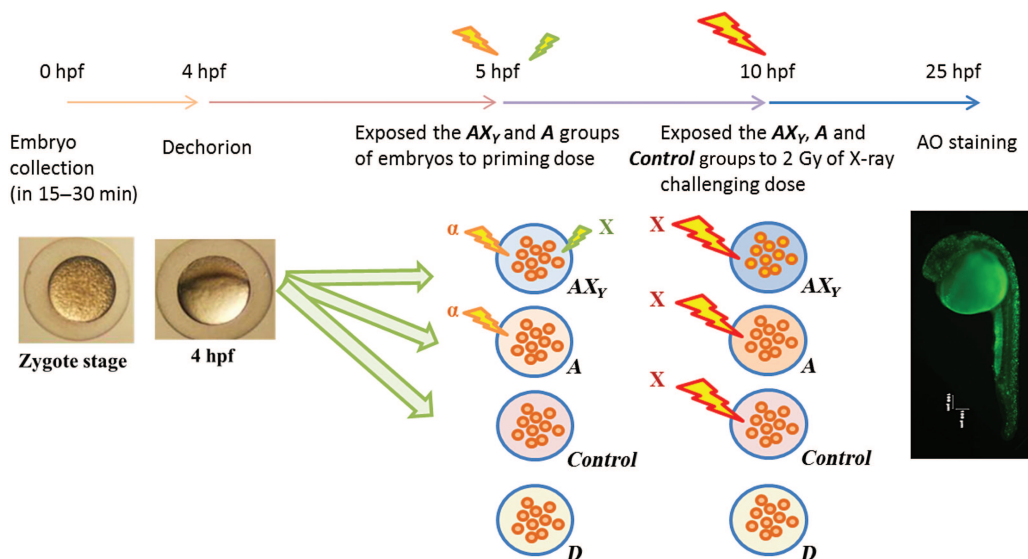 0 hpf
4 hpf
5 hpf
10 hpf
25 hpf
Embryo
collection
(in 15–30 min)
Dechorion
Exposed the AXY and A groups
of embryos to priming dose
Exposed the AXY, A and
Control groups to 2 Gy of X-ray
challenging dose
AO staining
Zygote stage
4 hpf
α
X
AXY
α
A
Control
D
X
AXY
X
A
X
Control
D